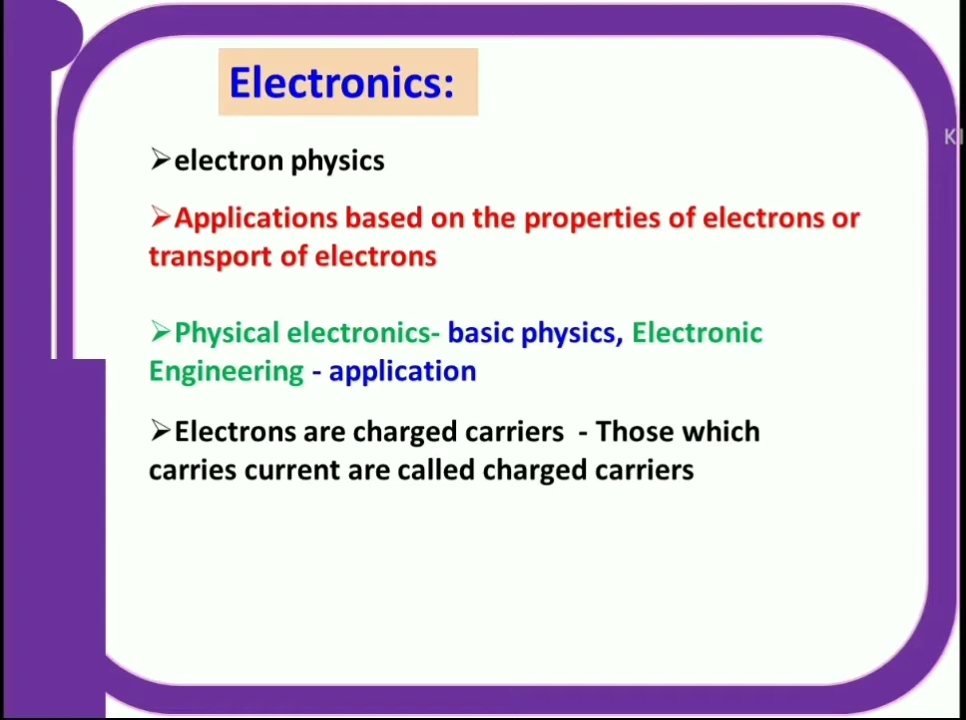 Electronics:
➢electron physics
➢Applications based on the properties of electrons or
transport of electrons
➢Physical electronics- basic physics, Electronic
Engineering - application
➢Electrons are charged carriers - Those which
carries current are called charged carriers